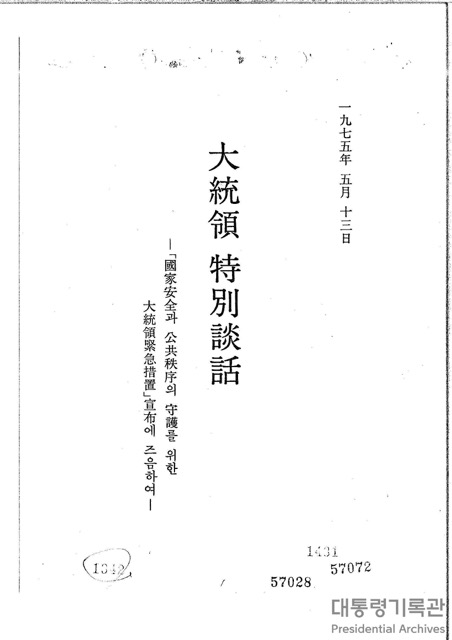 一九七五年 五月 十三日
大統領 特別談話
―「國家安全과 公共秩序의 守護를 위한
大統領緊急措置」宣布에 즈음하여―
1342
1431
57028
57072
대통령기록관
Presidential Archives